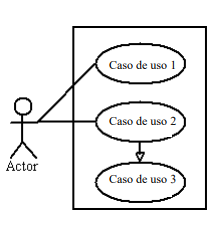 Caso de uso 1
Caso de uso 2
Actor
Caso de uso 3